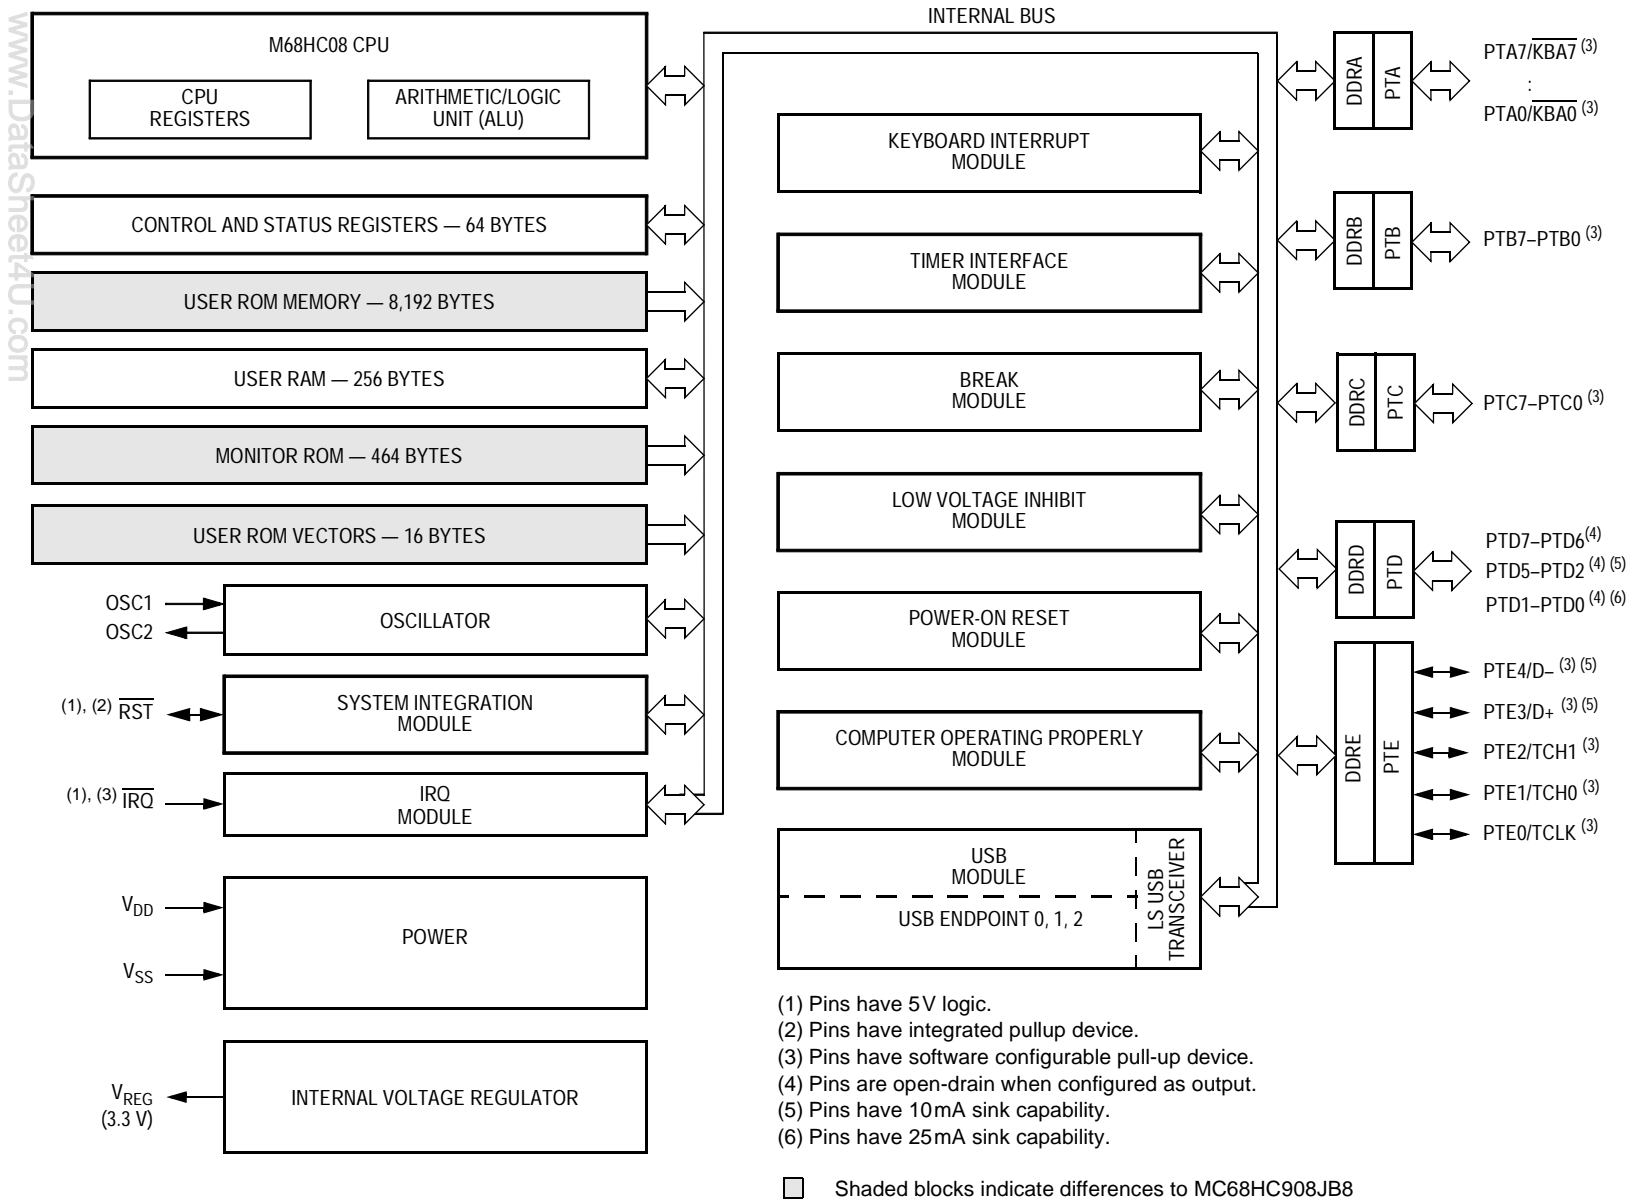 www.DataSheet4U.com
INTERNAL BUS
M68HC08 CPU
CPU
REGISTERS
ARITHMETIC/LOGIC
UNIT (ALU)
CONTROL AND STATUS REGISTERS — 64 BYTES
USER ROM MEMORY — 8,192 BYTES
USER RAM — 256 BYTES
MONITOR ROM — 464 BYTES
USER ROM VECTORS — 16 BYTES
OSC1
OSC2
OSCILLATOR
(1), (2) RST
SYSTEM INTEGRATION
MODULE
(1), (3) IRQ
IRQ
MODULE
VDD
VSS
POWER
VREG
(3.3 V)
INTERNAL VOLTAGE REGULATOR
KEYBOARD INTERRUPT
MODULE
TIMER INTERFACE
MODULE
BREAK
MODULE
LOW VOLTAGE INHIBIT
MODULE
POWER-ON RESET
MODULE
COMPUTER OPERATING PROPERLY
MODULE
USB
MODULE
USB ENDPOINT 0, 1, 2
LS USB
TRANSCEIVER
DDRA
PTA
PTA7/KBA7 (3)
:
PTA0/KBA0 (3)
DDRB
PTB
PTB7–PTB0 (3)
DDRC
PTC
PTC7–PTC0 (3)
DDRD
PTD
PTD7–PTD6(4)
PTD5–PTD2 (4) (5)
PTD1–PTD0 (4) (6)
DDRE
PTE
PTE4/D– (3) (5)
PTE3/D+ (3) (5)
PTE2/TCH1 (3)
PTE1/TCH0 (3)
PTE0/TCLK (3)
(1) Pins have 5V logic.
(2) Pins have integrated pullup device.
(3) Pins have software configurable pull-up device.
(4) Pins are open-drain when configured as output.
(5) Pins have 10mA sink capability.
(6) Pins have 25mA sink capability.
Shaded blocks indicate differences to MC68HC908JB8